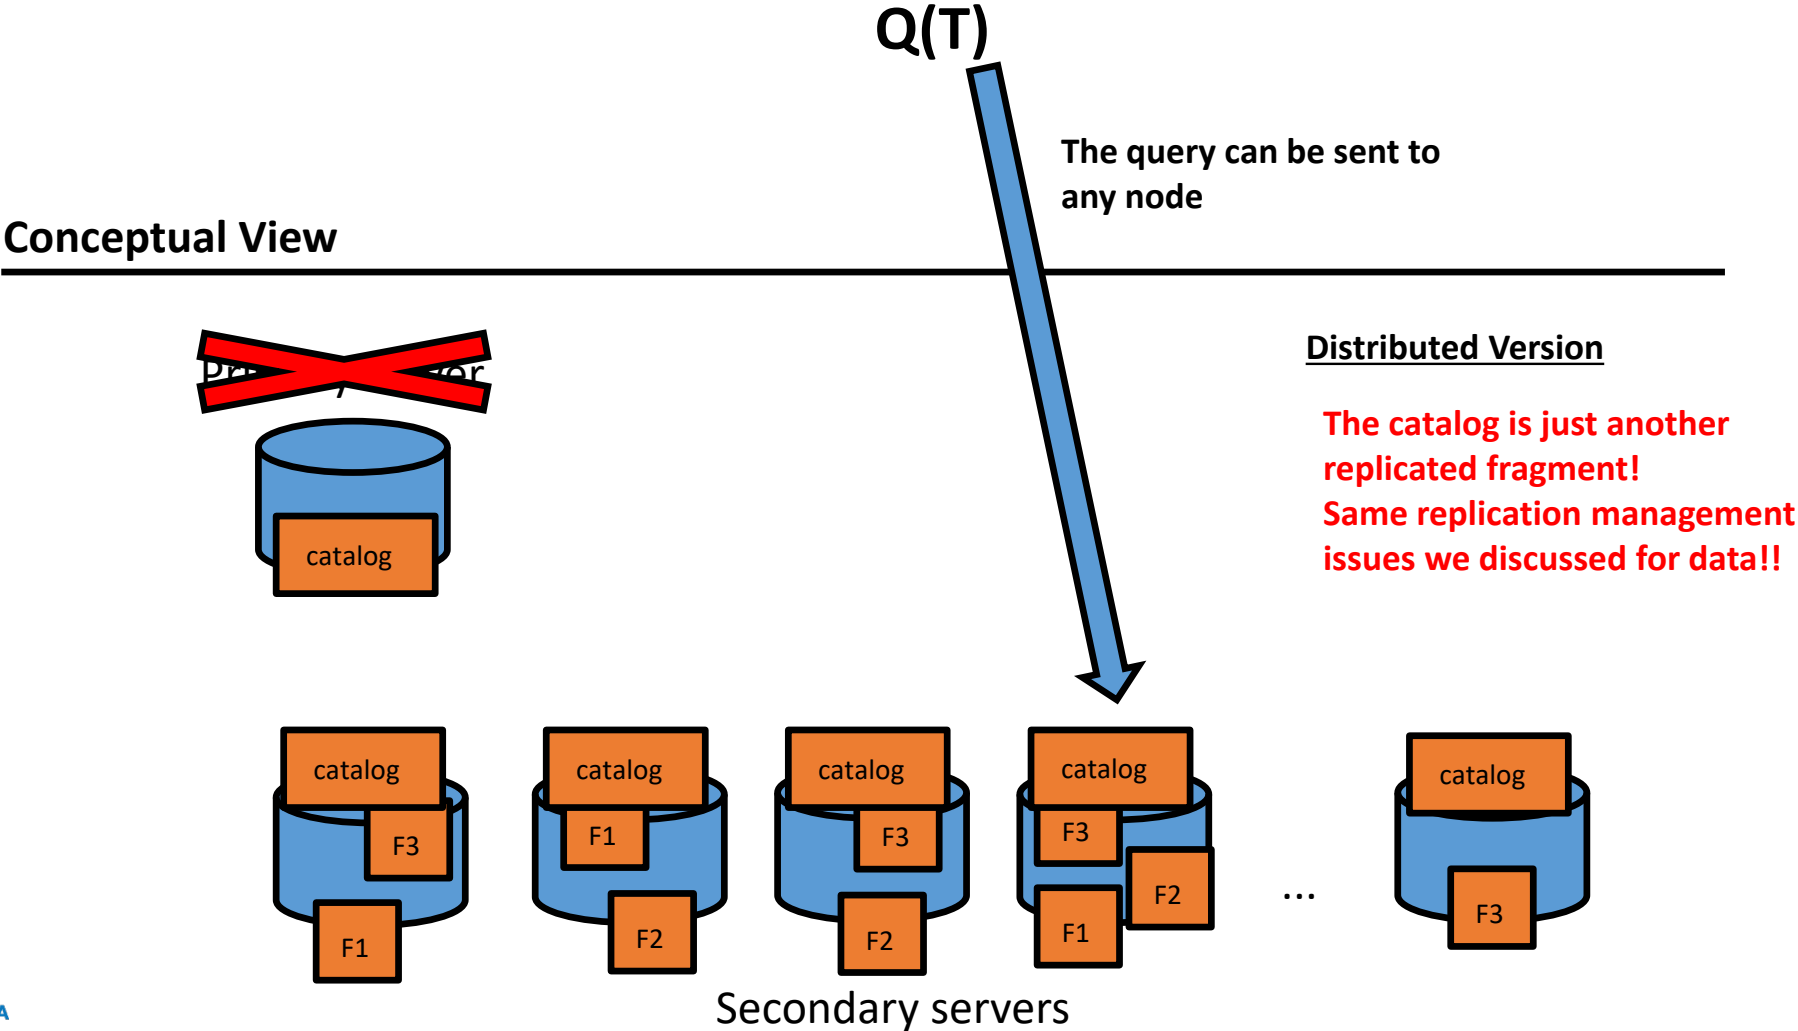 Q(T)
The query can be sent to
any node
Conceptual View
Distributed Version
The catalog is just another
replicated fragment!
Same replication management
issues we discussed for data!!
catalog
catalog
catalog
catalog
catalog
catalog
F3
F1
F3
F3
F2
F1
F2
F2
F1
...
F3
Secondary servers
A